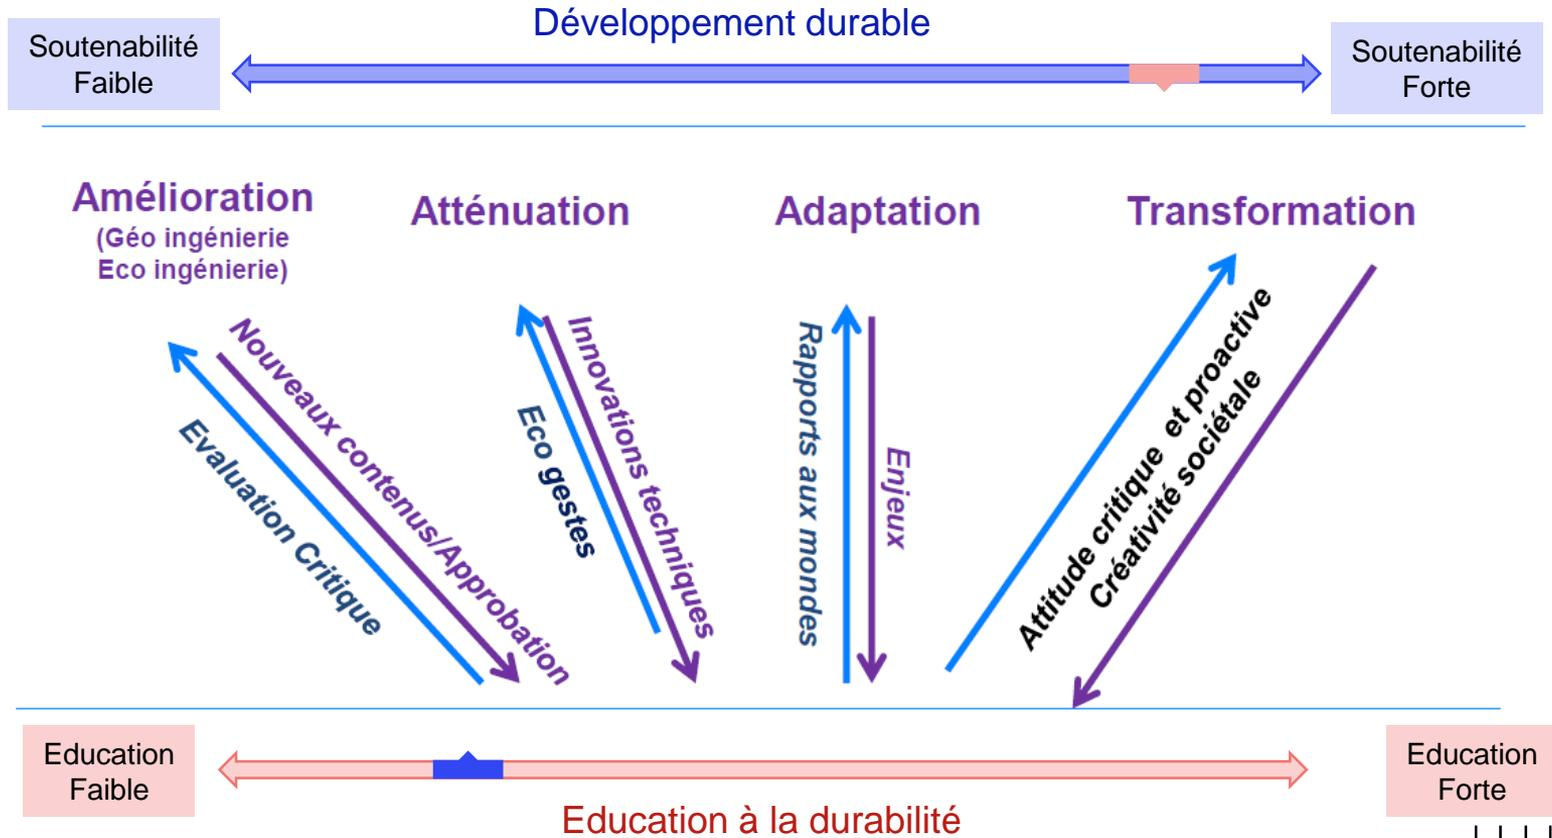 Développement durable
Soutenabilité
Faible
Soutenabilité
Forte
Amélioration
(Géo ingénierie
Eco ingénierie)
Atténuation
Adaptation
Transformation
Nouveaux contenus/Approbation
Evaluation Critique
Innovations techniques
Eco gestes
Rapports aux mondes
Enjeux
Attitude critique et proactive
Créativité sociétale
Education
Faible
Education
Forte
Education à la durabilité